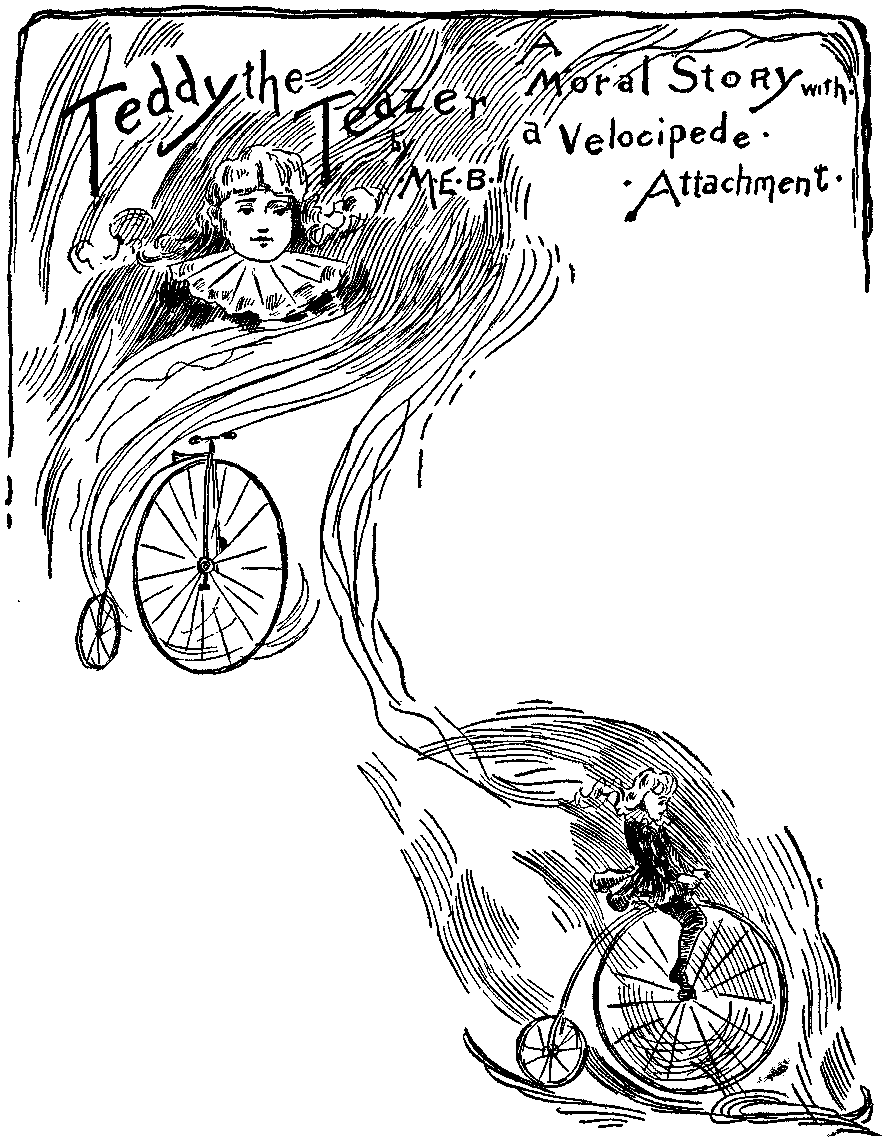 Teddy the
Teazer
by
M.E.B.
A
Moral Story with
a Velocipede
Attachment